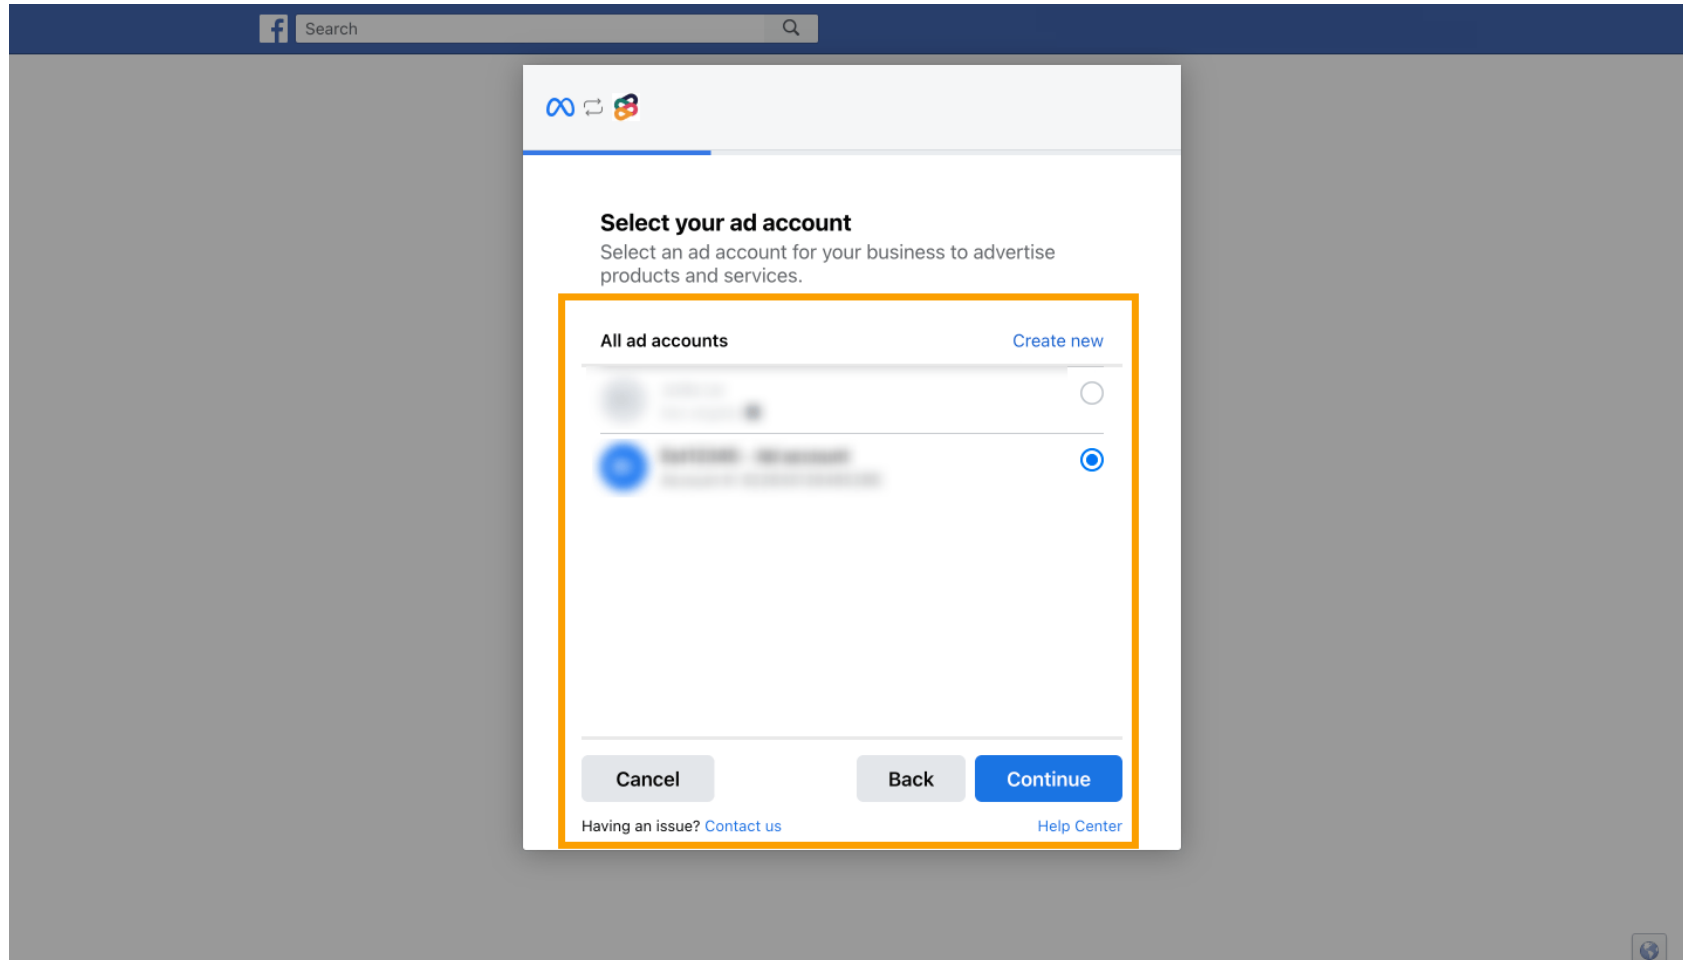 Search
Select your ad account
Select an ad account for your business to advertise
products and services.
All ad accounts
Create new
Cancel
Back
Continue
Having an issue? Contact us
Help Center